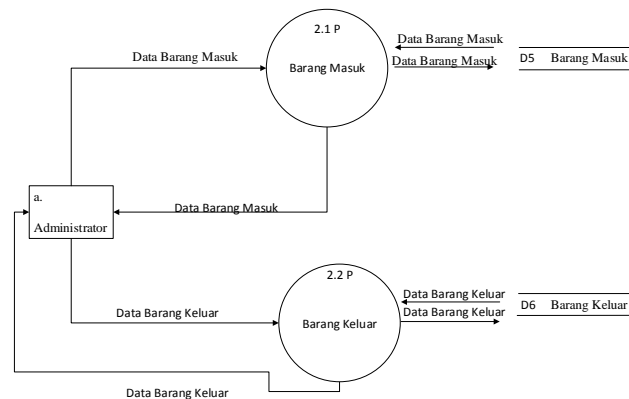 2.1 P
Data Barang Masuk
Data Barang Masuk
Barang Masuk
Data Barang Masuk
D5 Barang Masuk
a.
Administrator
Data Barang Masuk
2.2 P
Data Barang Keluar
Data Barang Keluar
Barang Keluar
Data Barang Keluar
D6 Barang Keluar
Data Barang Keluar